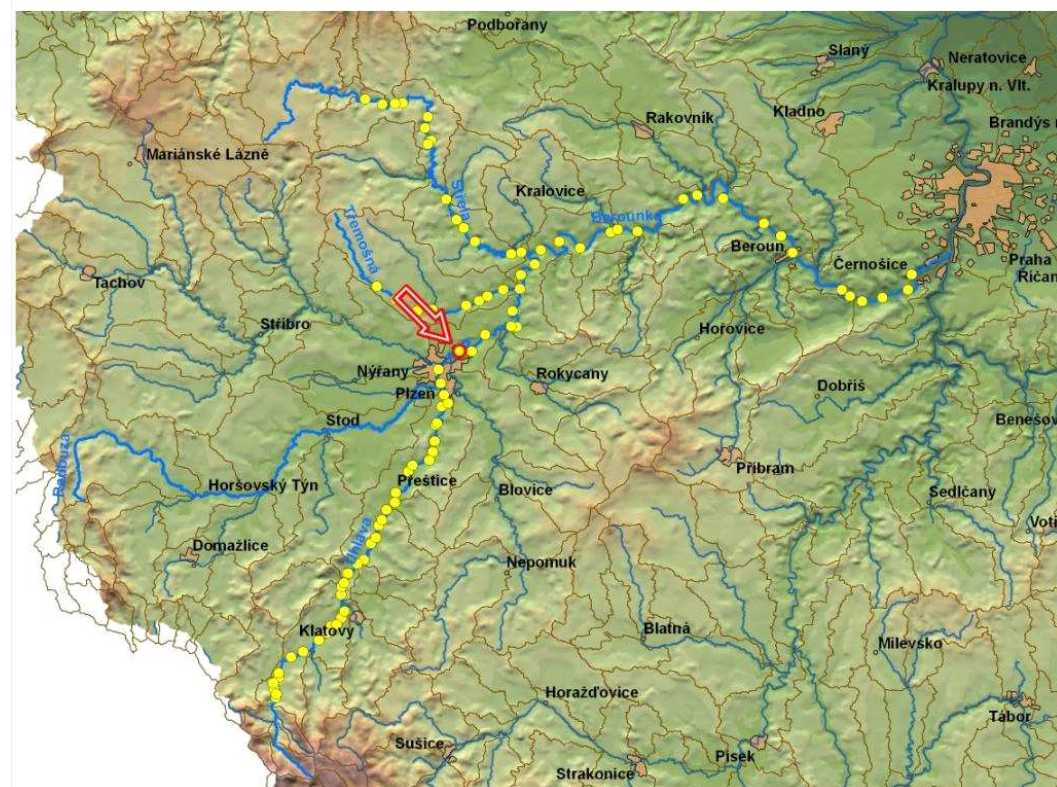 Podbořany
Slaný
Neratovice
Kralupy n. Vlt.
Kladno
Rakovník
Brandýs n
Mariánské Lázně
Střela
Kralovice
Berounka
Třemošná
Beroun
Černošice
Praha
Říčan
Tachov
Stříbro
Hořovice
Nýřany
Rokycany
Dobříš
Plzeň
Stod
Benešov
Radbuza
Příbram
Horšovský Týn
Přeštice
Blovice
Sedlčany
Voti
Úhlava
Domažlice
Nepomuk
Klatovy
Blatná
Milevsko
Horažďovice
Tábor
Sušice
Písek
Strakonice